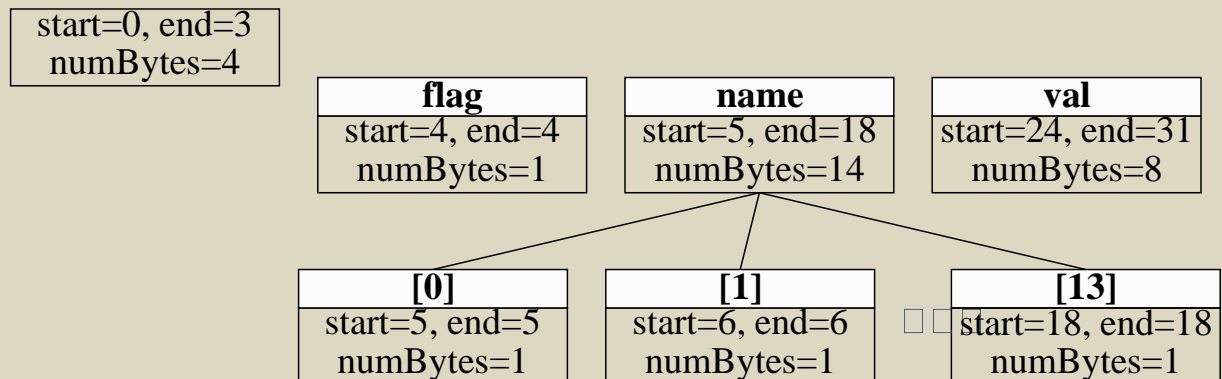 start=0, end=3
numBytes=4
flag
start=4, end=4
numBytes=1
name
start=5, end=18
numBytes=14
val
start=24, end=31
numBytes=8
[0]
start=5, end=5
numBytes=1
[1]
start=6, end=6
numBytes=1
[13]
start=18, end=18
numBytes=1